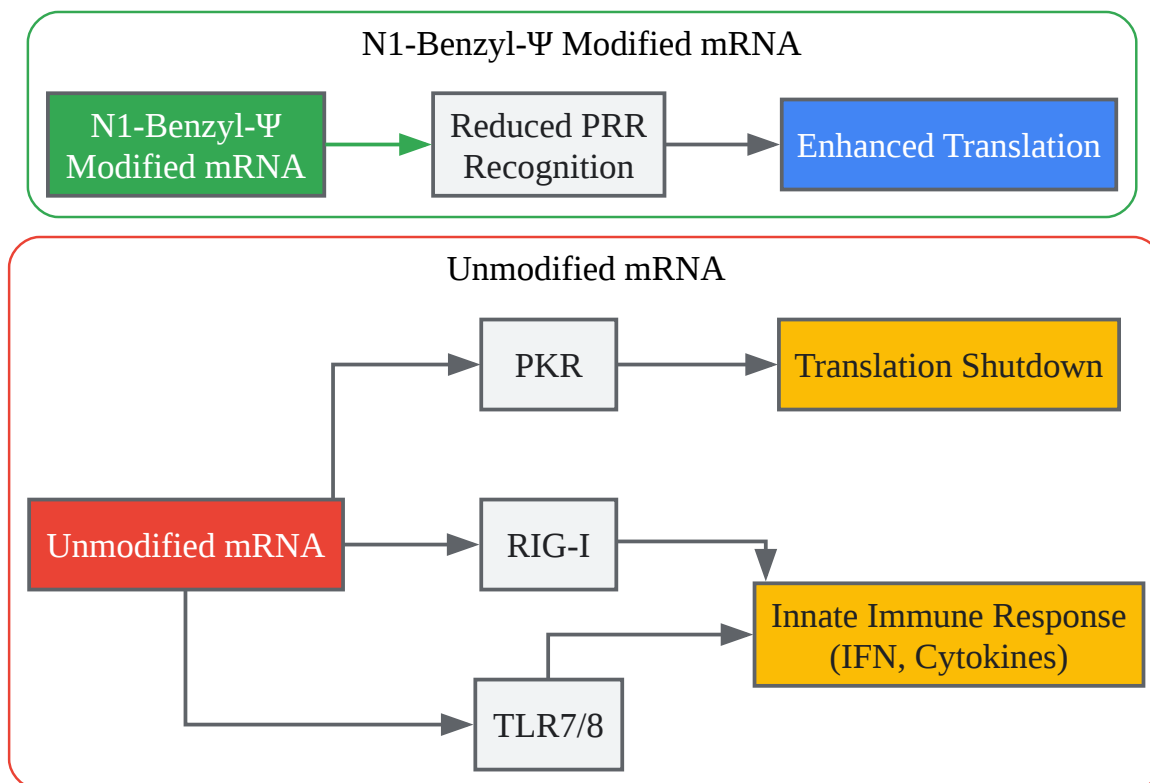 N1-Benzyl-Ψ Modified mRNA
N1-Benzyl-Ψ
Modified mRNA
Reduced PRR
Recognition
Enhanced Translation
Unmodified mRNA
PKR
Translation Shutdown
Unmodified mRNA
RIG-I
Innate Immune Response
(IFN, Cytokines)
TLR7/8